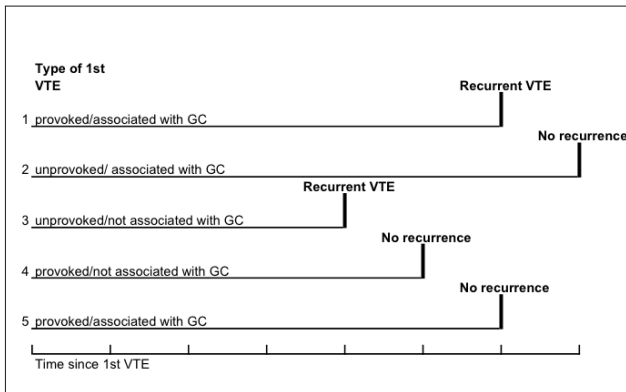 Type of 1st
VTE
Recurrent VTE
1 provoked/associated with GC
No recurrence
2 unprovoked/ associated with GC
Recurrent VTE
3 unprovoked/not associated with GC
No recurrence
4 provoked/not associated with GC
No recurrence
5 provoked/associated with GC
Time since 1st VTE